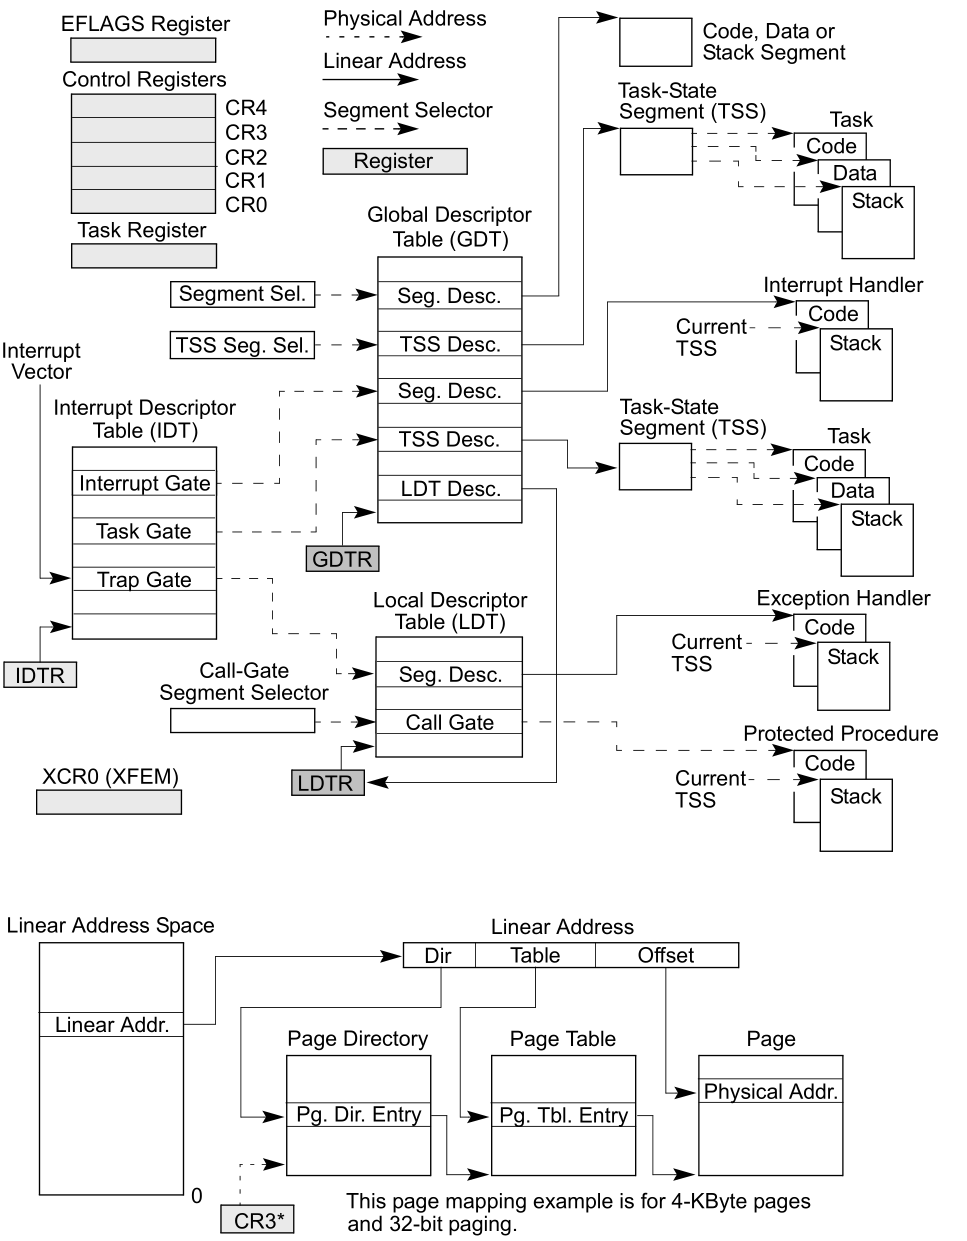 EFLAGS Register
Control Registers
CR4
CR3
CR2
CR1
CR0
Task Register
Physical Address
Linear Address
Segment Selector
Register
Code, Data or
Stack Segment
Task-State
Segment (TSS)
Task
Code
Data
Stack
Global Descriptor
Table (GDT)
Segment Sel.
Seg. Desc.
TSS Seg. Sel.
TSS Desc.
Seg. Desc.
TSS Desc.
LDT Desc.
GDTR
Interrupt Handler
Code
Current
TSS
Stack
Interrupt
Vector
Interrupt Descriptor
Table (IDT)
Interrupt Gate
Task Gate
Trap Gate
IDTR
Task-State
Segment (TSS)
Task
Code
Data
Stack
Local Descriptor
Table (LDT)
Call-Gate
Segment Selector
Seg. Desc.
Call Gate
LDTR
Exception Handler
Code
Current
TSS
Stack
Protected Procedure
Code
Current
TSS
Stack
XCR0 (XFEM)
Linear Address Space
Linear Addr.
0
Linear Address
Dir
Table
Offset
Page Directory
Pg. Dir. Entry
Page Table
Pg. Tbl. Entry
Page
Physical Addr.
CR3*
This page mapping example is for 4-KByte pages
and 32-bit paging.